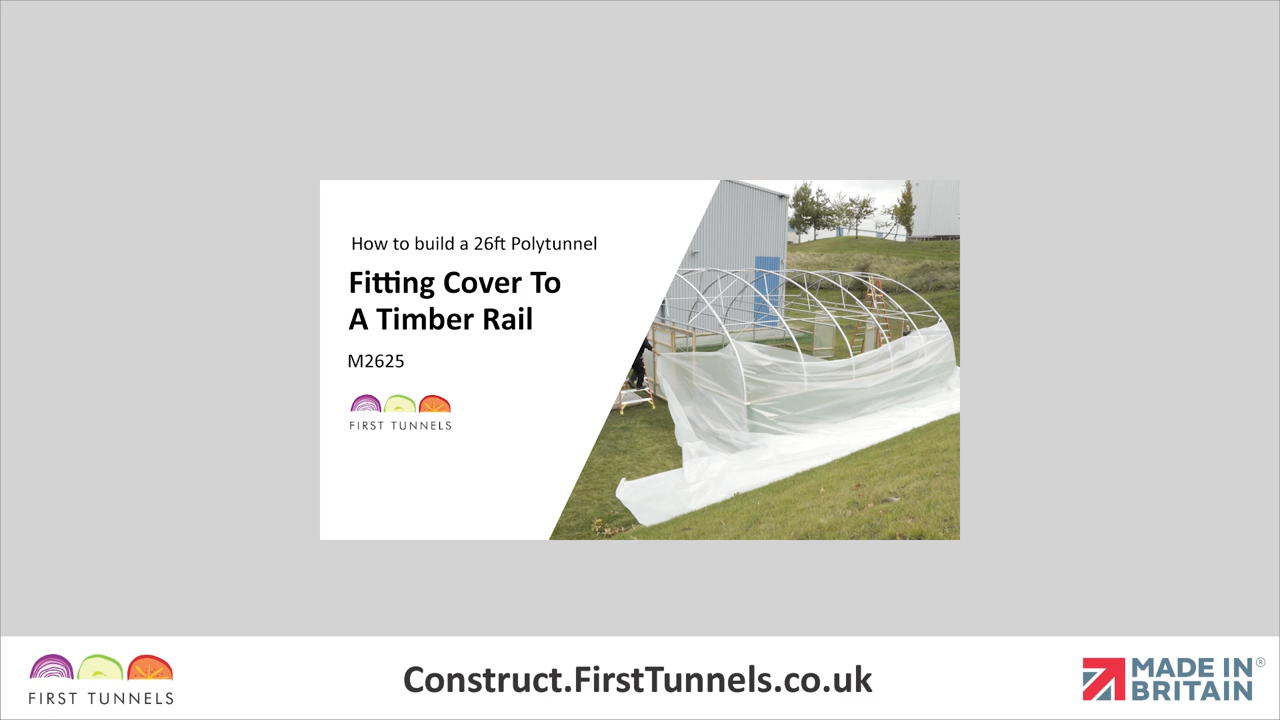 How to build a 26ft Polytunnel
Fitting Cover To
A Timber Rail
M2625
FIRST TUNNELS
FIRST TUNNELS
Construct.FirstTunnels.co.uk
MADE IN®
BRITAIN